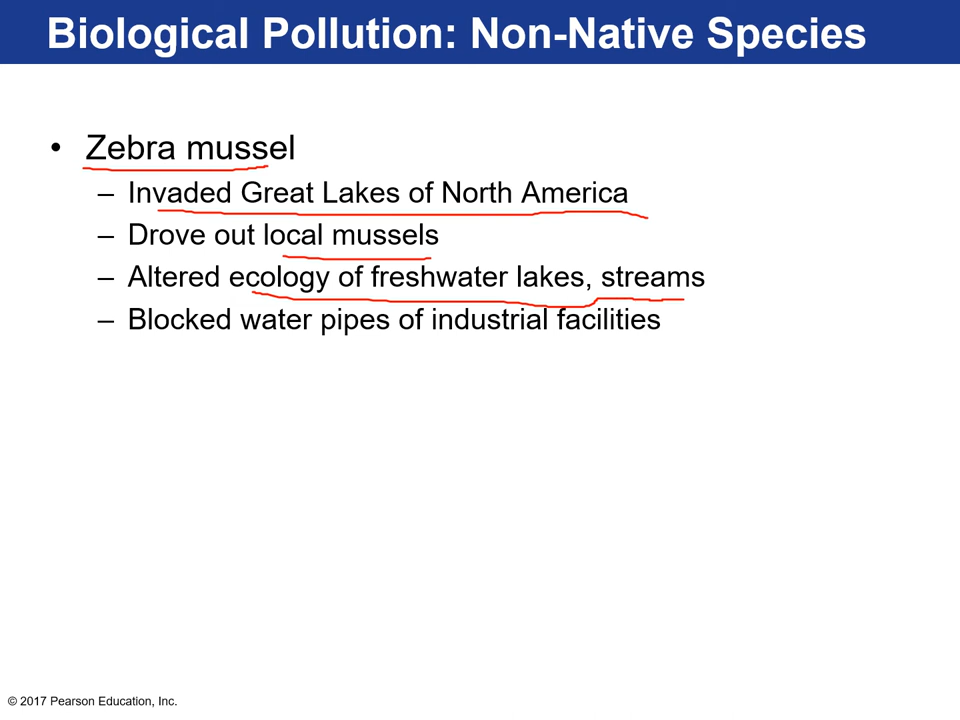 Biological Pollution: Non-Native Species
• Zebra mussel
– Invaded Great Lakes of North America
– Drove out local mussels
– Altered ecology of freshwater lakes, streams
– Blocked water pipes of industrial facilities
© 2017 Pearson Education, Inc.